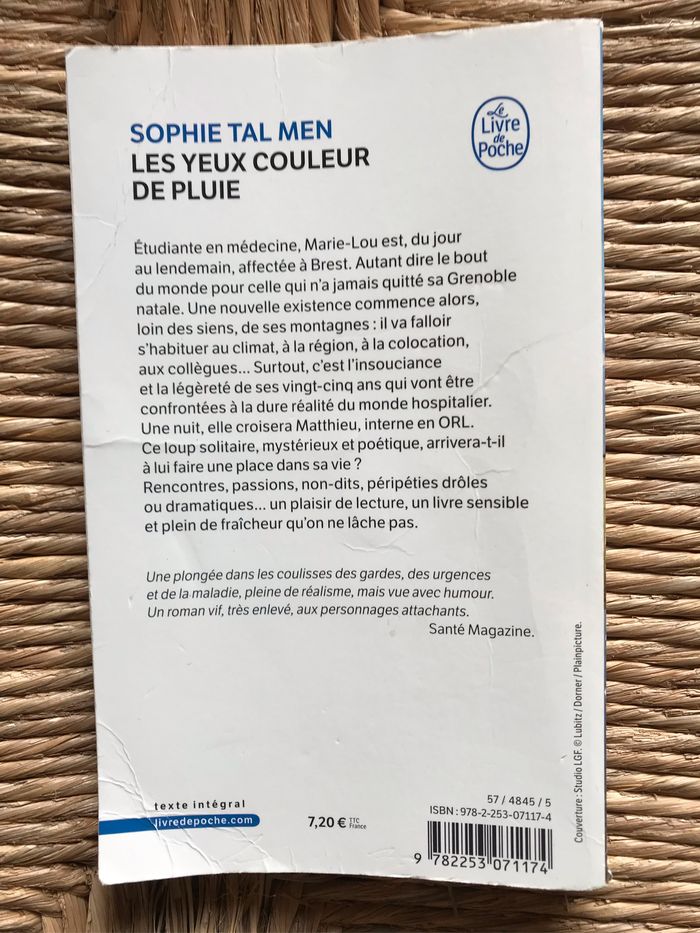 SOPHIE TAL MEN
LES YEUX COULEUR
DE PLUIE
Le
Livre
de
Poche
Étudiante en médecine, Marie-Lou est, du jour
au lendemain, affectée à Brest. Autant dire le bout
du monde pour celle qui n'a jamais quitté sa Grenoble
natale. Une nouvelle existence commence alors,
loin des siens, de ses montagnes : il va falloir
s'habituer au climat, à la région, à la colocation,
aux collègues... Surtout, c'est l'insouciance
et la légèreté de ses vingt-cinq ans qui vont être
confrontées à la dure réalité du monde hospitalier.
Une nuit, elle croisera Matthieu, interne en ORL.
Ce loup solitaire, mystérieux et poétique, arrivera-t-il
à lui faire une place dans sa vie ?
Rencontres, passions, non-dits, péripéties drôles
ou dramatiques... un plaisir de lecture, un livre sensible
et plein de fraîcheur qu'on ne lâche pas.
Une plongée dans les coulisses des gardes, des urgences
et de la maladie, pleine de réalisme, mais vue avec humour.
Un roman vif, très enlevé, aux personnages attachants.
Santé Magazine.
Couverture : Studio LGF. © Lubitz / Dorner / Plainpicture.
texte intégral
livredepoche.com
7,20 € TTC
France
57 / 4845 / 5
ISBN : 978-2-253-07117-4
9 782253 071174